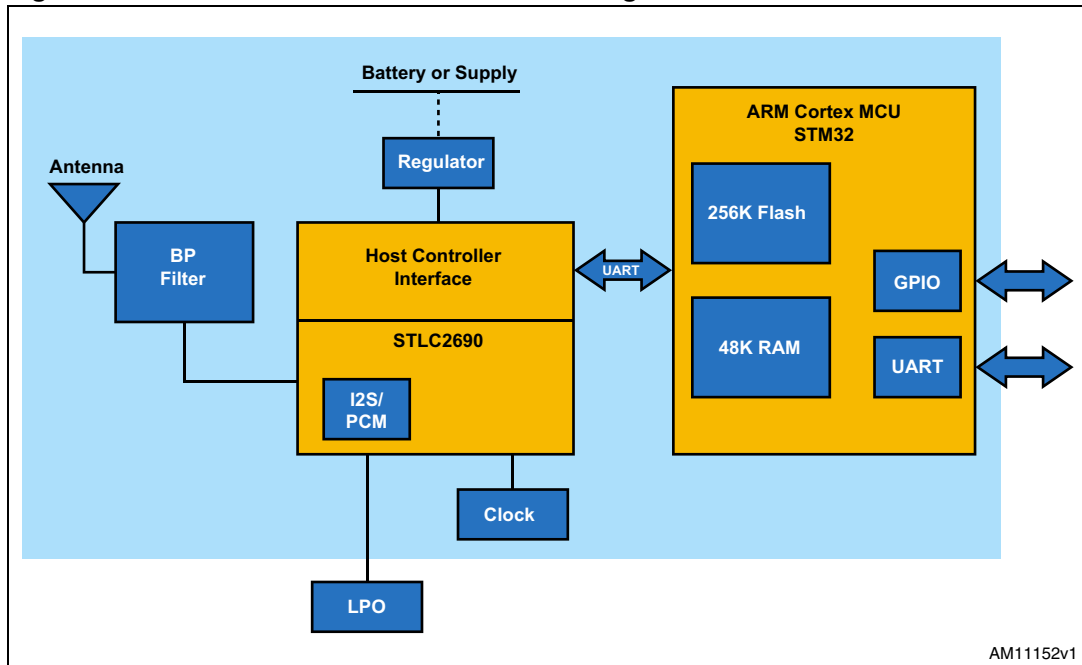 Battery or Supply
ARM Cortex MCU
STM32
Antenna
Regulator
256K Flash
BP
Filter
Host Controller
Interface
UART
GPIO
STLC2690
48K RAM
UART
I2S/
PCM
Clock
LPO
AM11152v1